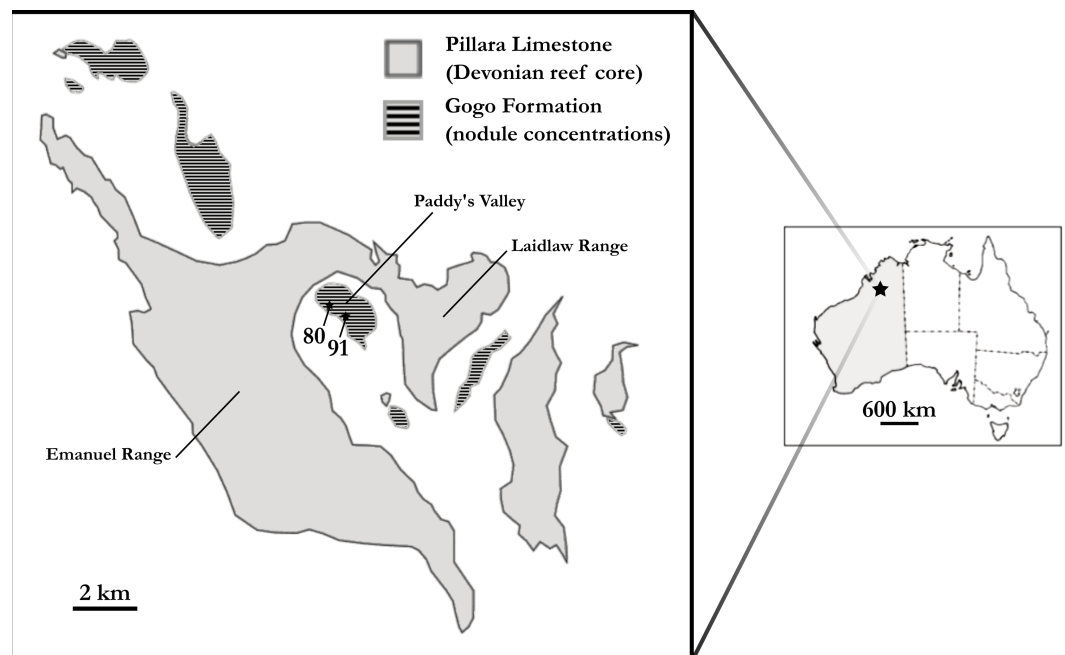 Pillara Limestone
(Devonian reef core)
Gogo Formation
(nodule concentrations)
Paddy's Valley
Laidlaw Range
80
91
Emanuel Range
2 km
600 km